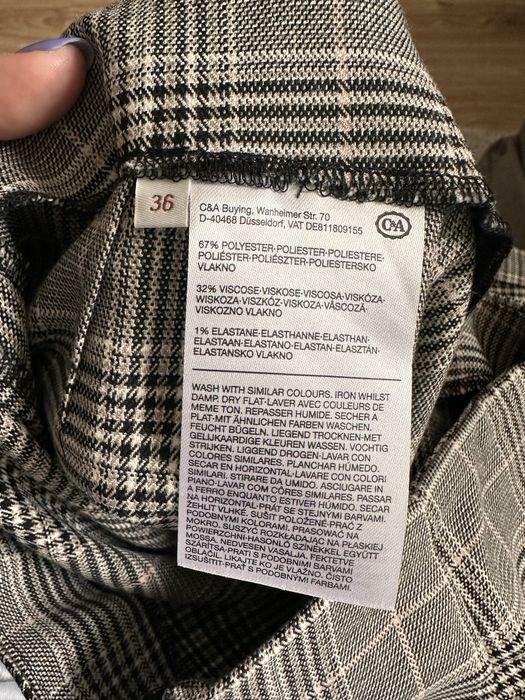 36
C&A Buying, Wanheimer Str. 70
D-40468 Düsseldorf, VAT DE811809155
C&A
67% POLYESTER-POLIESTER-POLIESTERE-
POLIÉSTER-POLIÉSZTER-POLIESTERSKO
VLAKNO
32% VISCOSE-VISKOSE-VISCOSA-VISKÓZA-
WISKOZA-VISZKÓZ-VISKOZA-VÂSCOZĂ
VISKOZNO VLAKNO
1% ELASTANE-ELASTHANNE-ELASTHAN-
ELASTAAN-ELASTANO-ELASTAN-ELASZTÁN-
ELASTANSKO VLAKNO
WASH WITH SIMILAR COLOURS. IRON WHILST
DAMP. DRY FLAT-LAVER AVEC COULEURS DE
MEME TON. REPASSER HUMIDE. SECHER A
PLAT-MIT ÄHNLICHEN FARBEN WASCHEN.
FEUCHT BÜGELN. LIEGEND TROCKNEN-MET
GELIJKAARDIGE KLEUREN WASSEN. VOCHTIG
STRIJKEN. LIGGEND DROGEN-LAVAR CON
COLORES SIMILARES. PLANCHAR HÚMEDO.
SECAR EN HORIZONTAL-LAVARE CON COLORI
SIMILARI. STIRARE DA UMIDO. ASCIUGARE IN
PIANO-LAVAR COM CÔRES SIMILARES. PASSAR
A FERRO ENQUANTO ESTIVER HÚMIDO. SECAR
NA HORIZONTAL-PRÁT SE STEJNÝMI BARVAMI.
ŽEHLIT VLHKÉ. SUŠIT POLOŽENÉ-PRAĆ Z
PODOBNYMI KOLORAMI. PRASOWAĆ NA
MOKRO. SUSZYĆ ROZKŁADAJĄC NA PŁASKIEJ
POWIERZCHNI-HASONLÓ SZÍNEKKEL EGYÜTT
MOSSA. NEDVESEN VASALJA. FEKTETVE
SZÁRÍTSA-PRATI S PODOBNIMI BARVAMI
OBLAČIL. LIKAJTE KO JE VLAŽNO. ČISTO
IZSUŠITIT-PRAT S PODOBNÝMI FARBAMI.